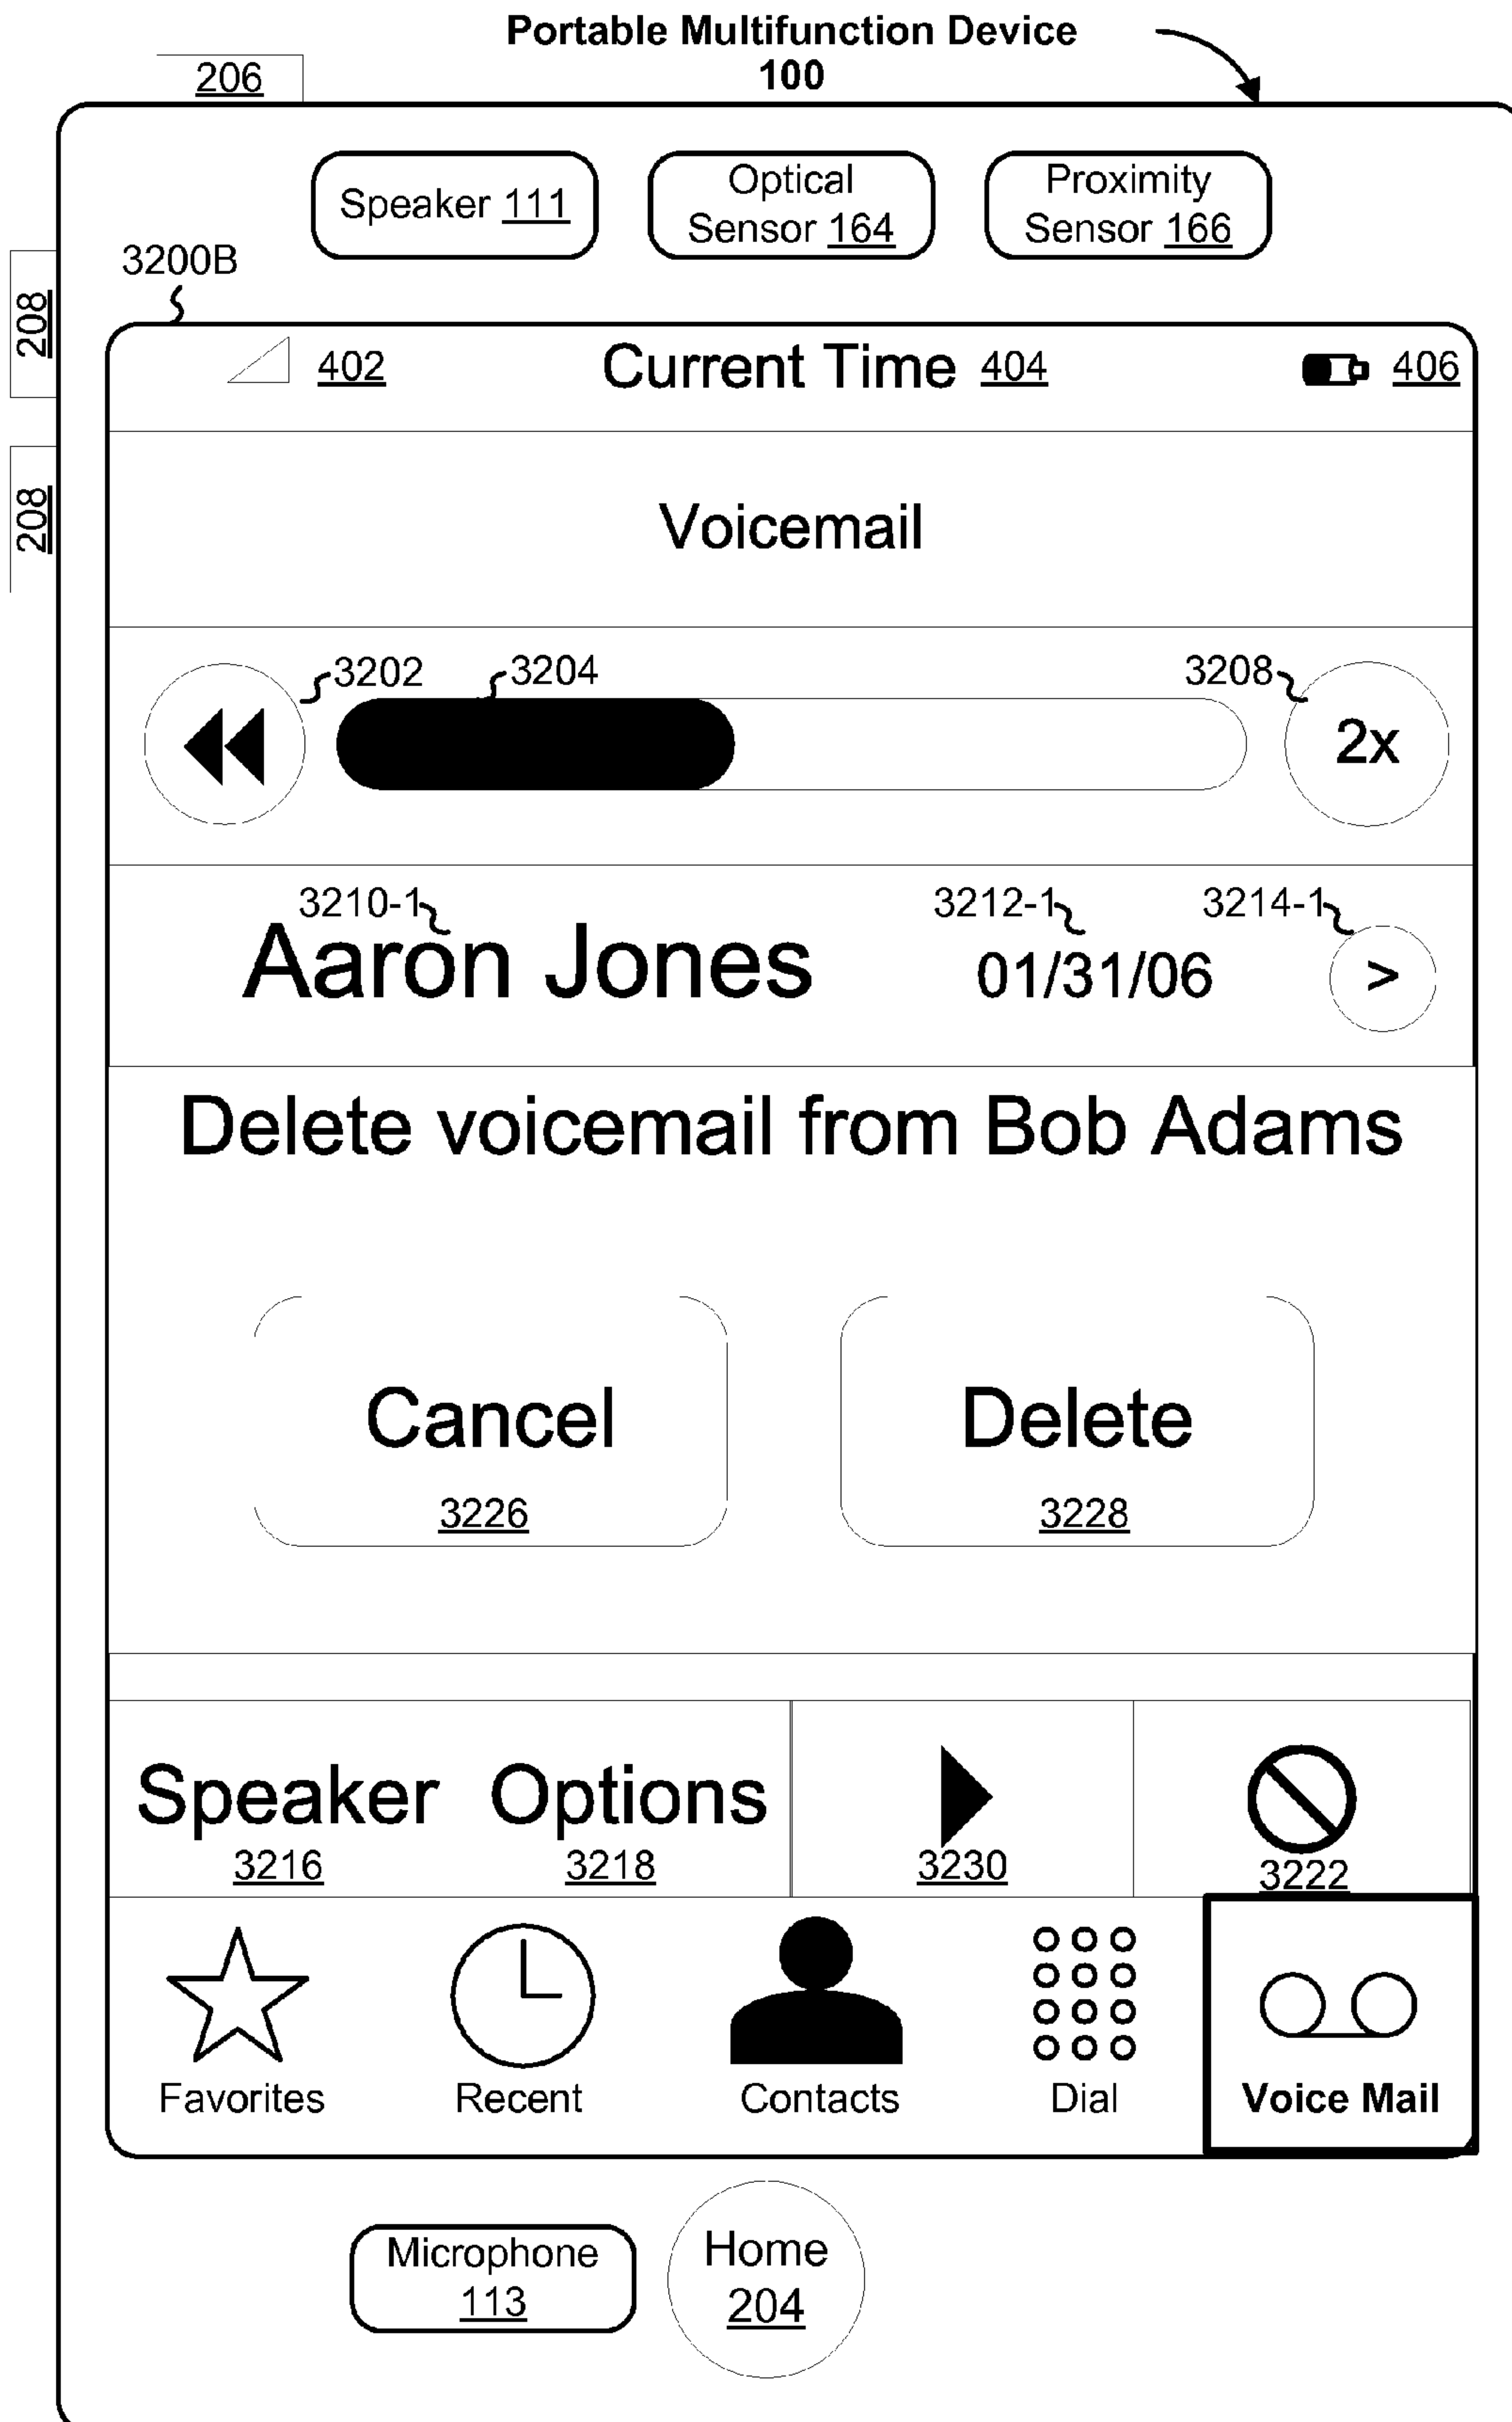 Portable Multifunction Device
100
206
Speaker 111
Optical
Sensor 164
Proximity
Sensor 166
3200B
208
208
402
Current Time 404
406
Voicemail
3202
3204
3208
2x
3210-1
3212-1
3214-1
Aaron Jones
01/31/06
>
Delete voicemail from Bob Adams
Cancel
3226
Delete
3228
Speaker
3216
Options
3218
3230
3222
Favorites
Recent
Contacts
Dial
Voice Mail
Microphone
113
Home
204